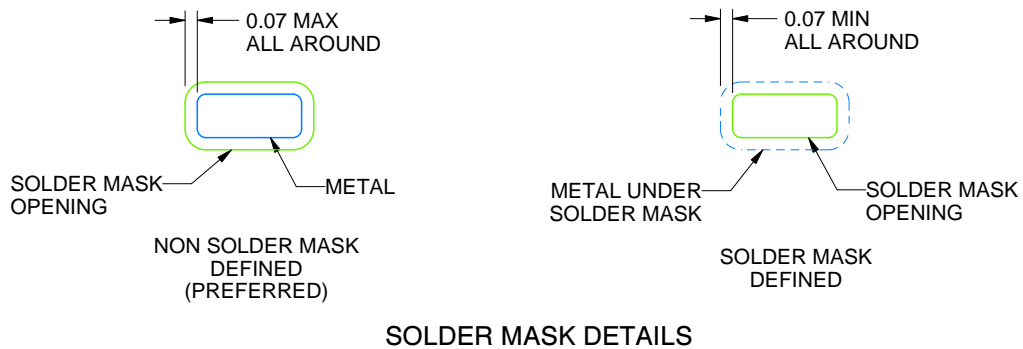 0.07 MAX
ALL AROUND
SOLDER MASK
OPENING
METAL
NON SOLDER MASK
DEFINED
(PREFERRED)
0.07 MIN
ALL AROUND
METAL UNDER
SOLDER MASK
SOLDER MASK
OPENING
SOLDER MASK
DEFINED
SOLDER MASK DETAILS